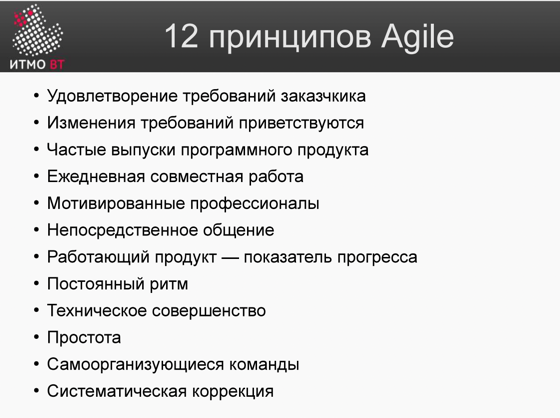 12 принципов Agile
ИТМО ВТ
• Удовлетворение требований заказчкика
• Изменения требований приветствуются
• Частые выпуски программного продукта
• Ежедневная совместная работа
• Мотивированные профессионалы
• Непосредственное общение
• Работающий продукт — показатель прогресса
• Постоянный ритм
• Техническое совершенство
• Простота
• Самоорганизующиеся команды
• Систематическая коррекция